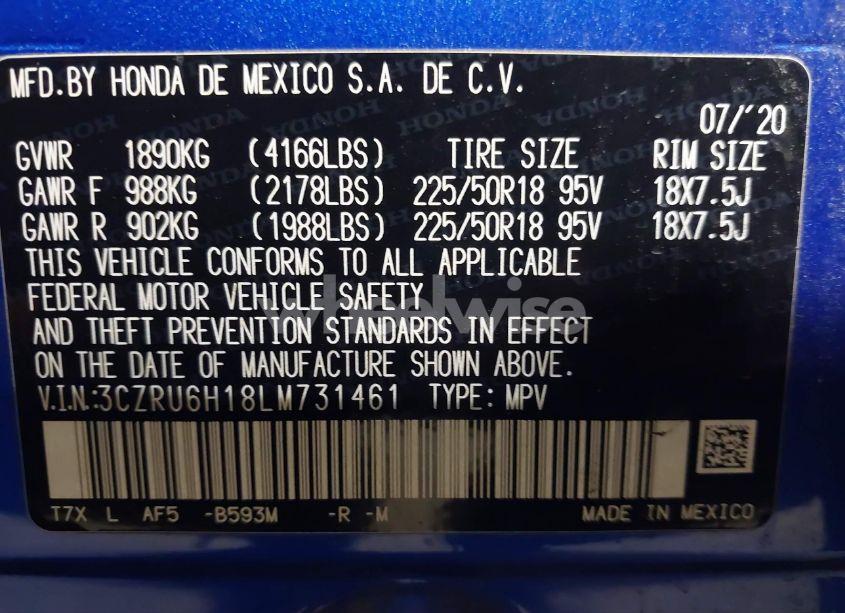 MFD.BY HONDA DE MEXICO S.A. DE C.V.
07/'20
GVWR 1890KG (4166LBS) TIRE SIZE RIM SIZE
GAWR F 988KG (2178LBS) 225/50R18 95V 18X7.5J
GAWR R 902KG (1988LBS) 225/50R18 95V 18X7.5J
THIS VEHICLE CONFORMS TO ALL APPLICABLE
FEDERAL MOTOR VEHICLE SAFETY
AND THEFT PREVENTION STANDARDS IN EFFECT
ON THE DATE OF MANUFACTURE SHOWN ABOVE.
V.I.N.:3CZRU6H18LM731461 TYPE: MPV
T7X L AF5 -B593M -R -M MADE IN MEXICO